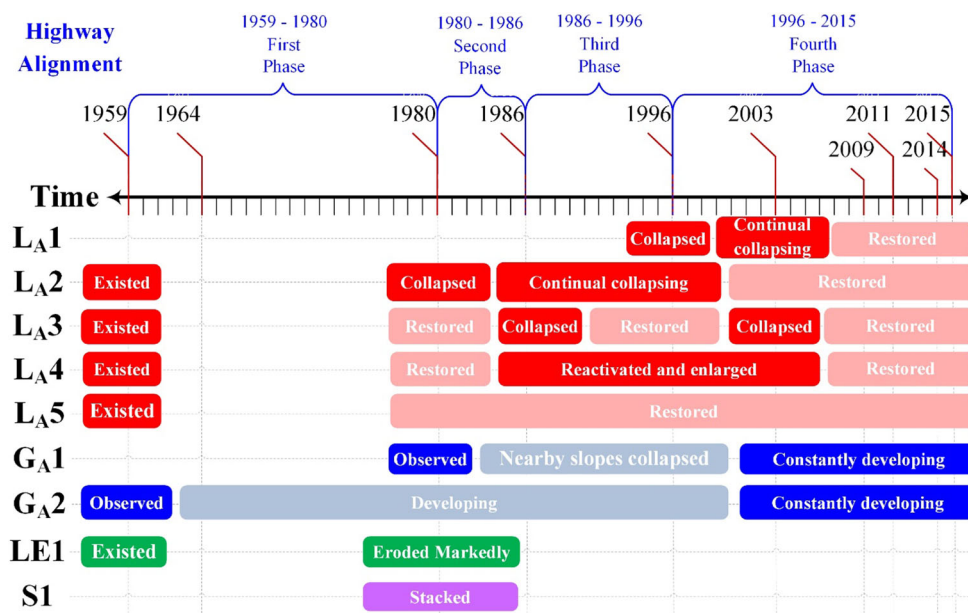 Highway
Alignment
1959 - 1980
First
Phase
1980 - 1986
Second
Phase
1986 - 1996
Third
Phase
1996 - 2015
Fourth
Phase
1959 1964 1980 1986 1996 2003 2011 2015
2009 2014
Time
LA1 Collapsed Continual
collapsing Restored
LA2 Existed Collapsed Continual collapsing Restored
LA3 Existed Restored Collapsed Restored Collapsed Restored
LA4 Existed Restored Reactivated and enlarged Restored
LA5 Existed Restored
GA1 Observed Nearby slopes collapsed Constantly developing
GA2 Observed Developing Constantly developing
LE1 Existed Eroded Markedly
S1 Stacked